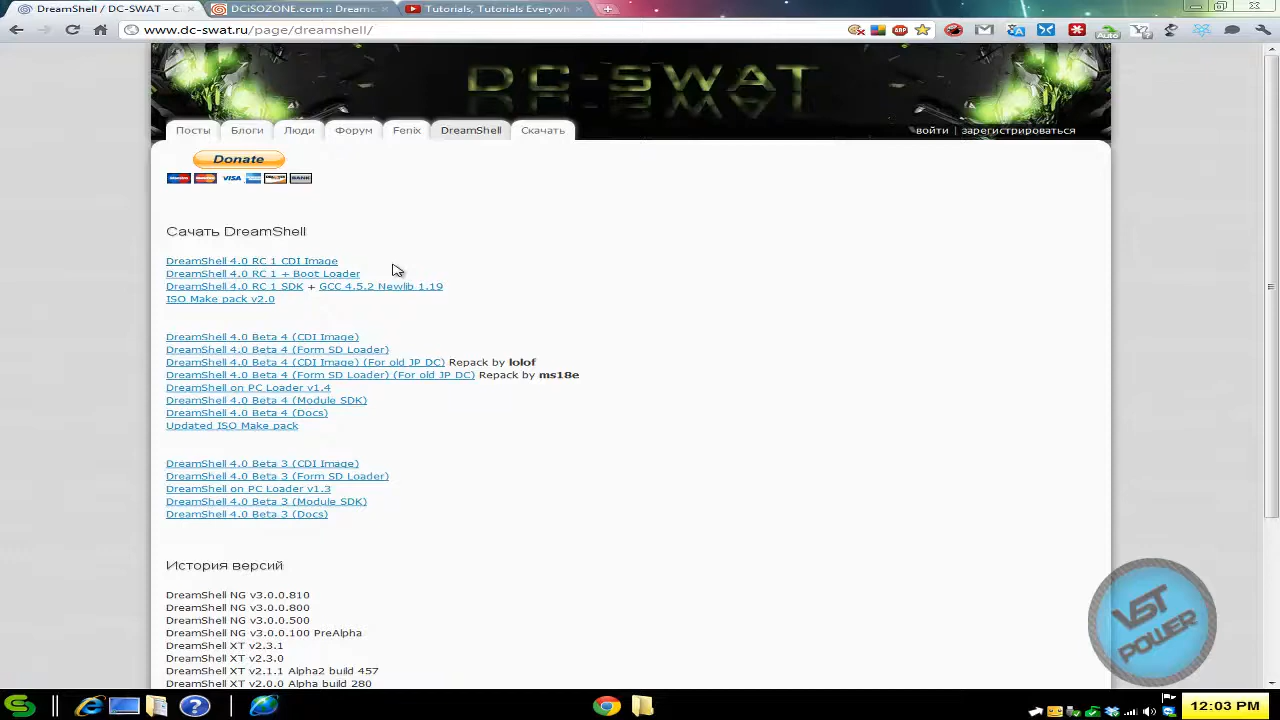 DreamShell / DC-SWAT - C
DCiSOZONE.com :: Dreamc
Tutorials, Tutorials Everywh
www.dc-swat.ru/page/dreamshell/
DC-SWAT
Посты Блоги Люди Форум Fenix DreamShell Скачать
войти | зарегистрироваться
Donate
VISA
BANK
Сачать DreamShell
DreamShell 4.0 RC 1 CDI Image
DreamShell 4.0 RC 1 + Boot Loader
DreamShell 4.0 RC 1 SDK + GCC 4.5.2 Newlib 1.19
ISO Make pack v2.0
DreamShell 4.0 Beta 4 (CDI Image)
DreamShell 4.0 Beta 4 (Form SD Loader)
DreamShell 4.0 Beta 4 (CDI Image) (For old JP DC) Repack by lolof
DreamShell 4.0 Beta 4 (Form SD Loader) (For old JP DC) Repack by ms18e
DreamShell on PC Loader v1.4
DreamShell 4.0 Beta 4 (Module SDK)
DreamShell 4.0 Beta 4 (Docs)
Updated ISO Make pack
DreamShell 4.0 Beta 3 (CDI Image)
DreamShell 4.0 Beta 3 (Form SD Loader)
DreamShell on PC Loader v1.3
DreamShell 4.0 Beta 3 (Module SDK)
DreamShell 4.0 Beta 3 (Docs)
История версий
DreamShell NG v3.0.0.810
DreamShell NG v3.0.0.800
DreamShell NG v3.0.0.500
DreamShell NG v3.0.0.100 PreAlpha
DreamShell XT v2.3.1
DreamShell XT v2.3.0
DreamShell XT v2.1.1 Alpha2 build 457
DreamShell XT v2.0.0 Alpha build 280
VST
POWER
12:03 PM